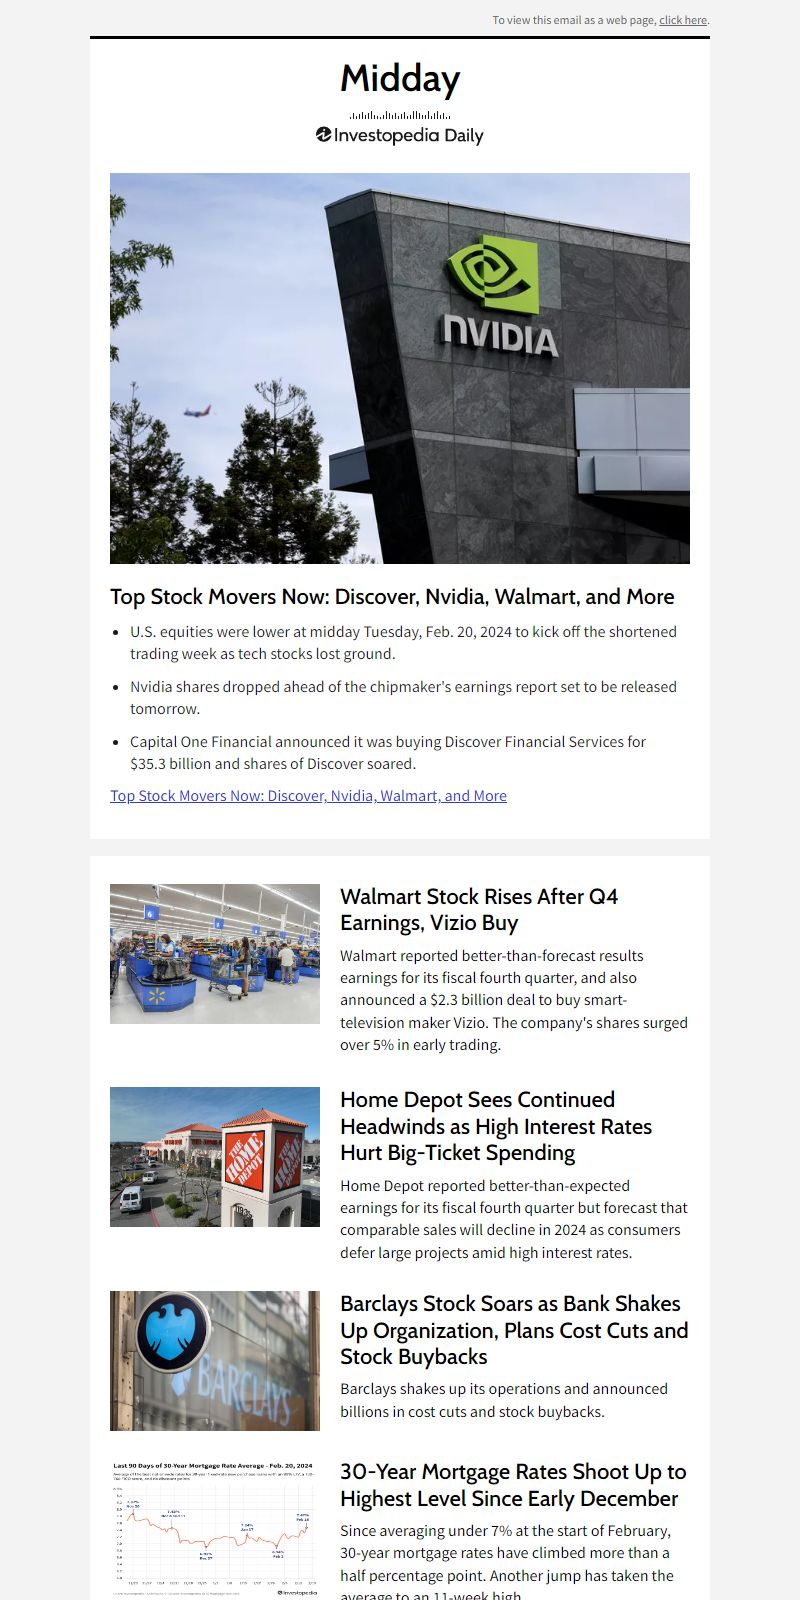 To view this email as a web page, click here.
Midday
Investopedia Daily
NVIDIA
Top Stock Movers Now: Discover, Nvidia, Walmart, and More
U.S. equities were lower at midday Tuesday, Feb. 20, 2024 to kick off the shortened
trading week as tech stocks lost ground.
Nvidia shares dropped ahead of the chipmaker's earnings report set to be released
tomorrow.
Capital One Financial announced it was buying Discover Financial Services for
$35.3 billion and shares of Discover soared.
Top Stock Movers Now: Discover, Nvidia, Walmart, and More
Walmart Stock Rises After Q4
Earnings, Vizio Buy
Walmart reported better-than-forecast results
earnings for its fiscal fourth quarter, and also
announced a $2.3 billion deal to buy smart-
television maker Vizio. The company's shares surged
over 5% in early trading.
6
THE
HOME
DEPOT
Home Depot Sees Continued
Headwinds as High Interest Rates
Hurt Big-Ticket Spending
Home Depot reported better-than-expected
earnings for its fiscal fourth quarter but forecast that
comparable sales will decline in 2024 as consumers
defer large projects amid high interest rates.
BARCLAYS
Barclays Stock Soars as Bank Shakes
Up Organization, Plans Cost Cuts and
Stock Buybacks
Barclays shakes up its operations and announced
billions in cost cuts and stock buybacks.
Last 90 Days of 30-Year Mortgage Rate Average - Feb. 20, 2024
Investopedia
30-Year Mortgage Rates Shoot Up to
Highest Level Since Early December
Since averaging under 7% at the start of February,
30-year mortgage rates have climbed more than a
half percentage point. Another jump has taken the
average to an 11-week high.